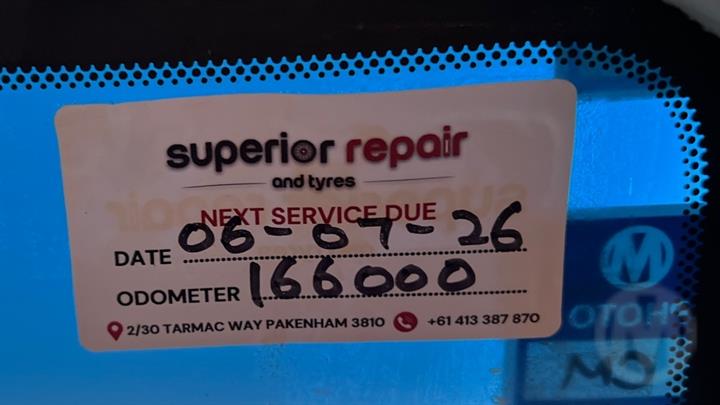 superior repair
and tyres
NEXT SERVICE DUE
DATE 06-07-26
ODOMETER 166000
2/30 TARMAC WAY PAKENHAM 3810 +61 413 387 870
M